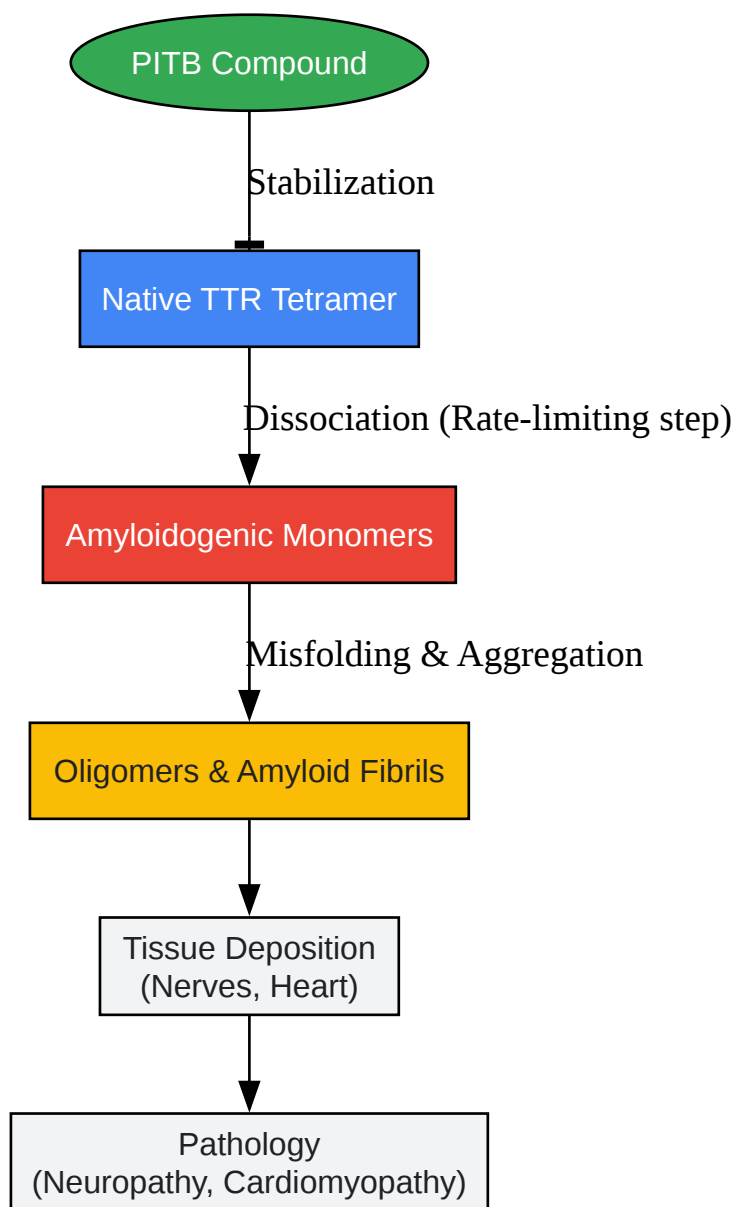 PITB Compound
Stabilization
Native TTR Tetramer
Dissociation (Rate-limiting step)
Amyloidogenic Monomers
Misfolding & Aggregation
Oligomers & Amyloid Fibrils
Tissue Deposition
(Nerves, Heart)
Pathology
(Neuropathy, Cardiomyopathy)